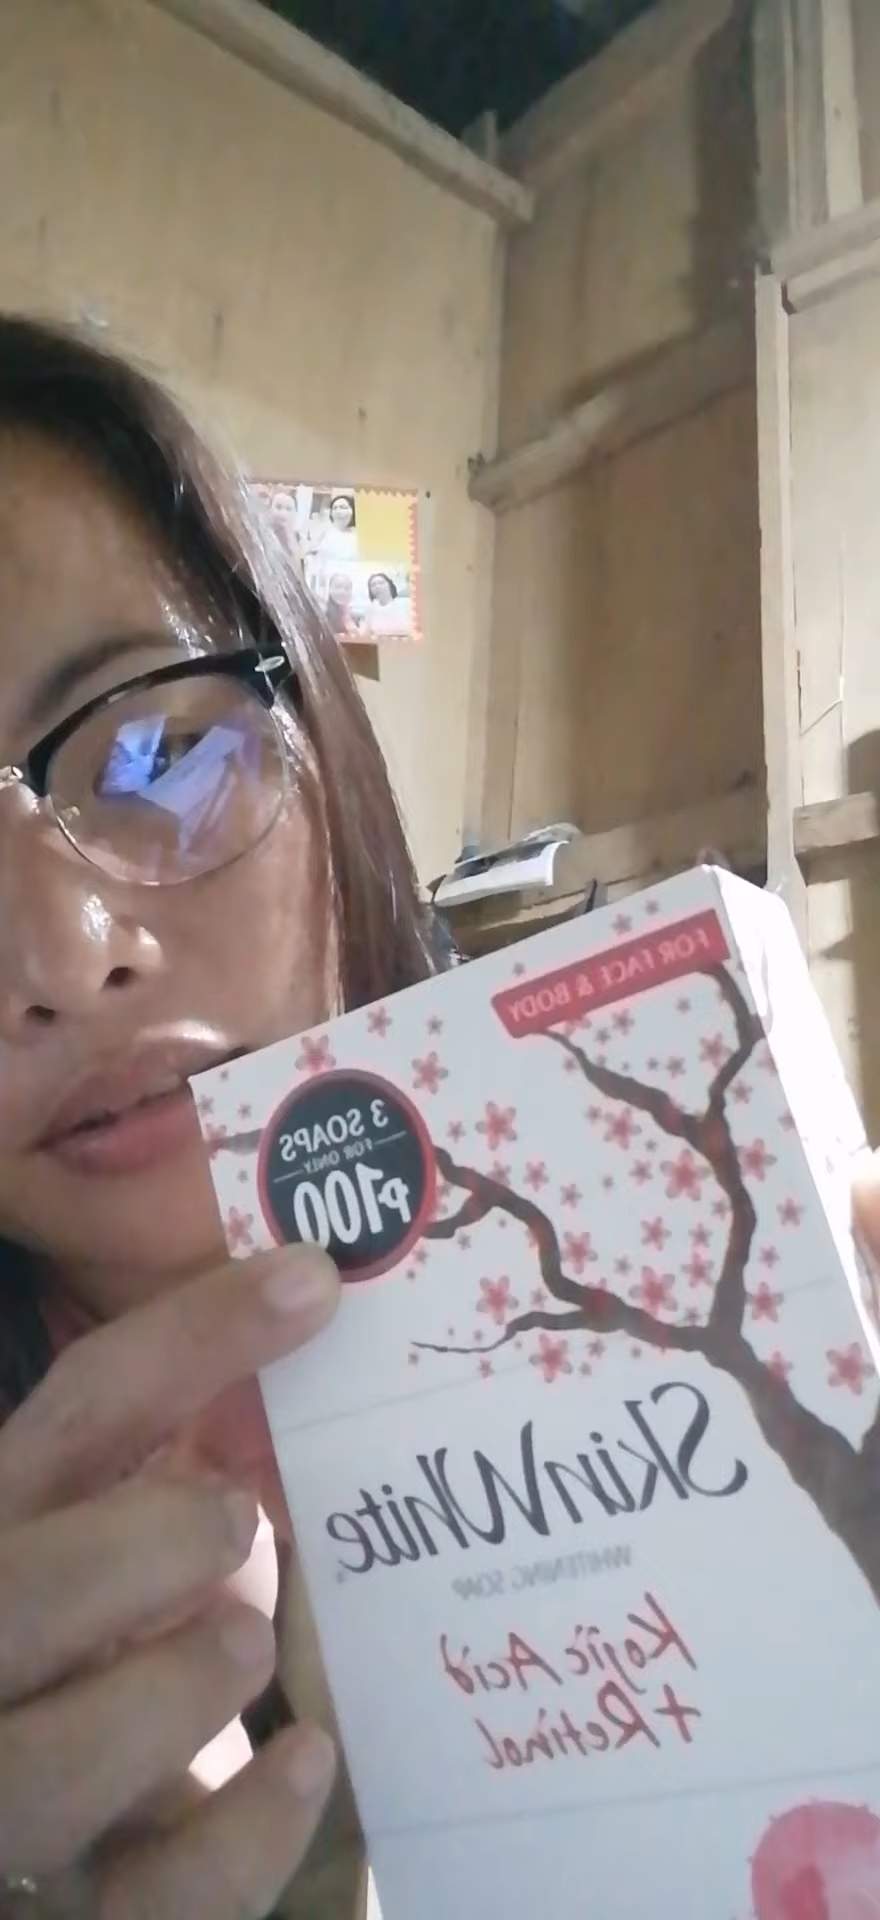 FOR FACE & BODY
3 SOAPS
FOR ONLY
₱100
SkinWhite
WHITENING SOAP
Kojic Acid
+Retinol